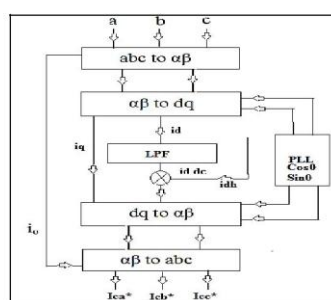 a b c
abc to αβ
αβ to dq
iq
id
LPF
id dc
idh
PLL
Cosθ
Sinθ
dq to αβ
i₀
αβ to abc
Ica* Icb* Icc*